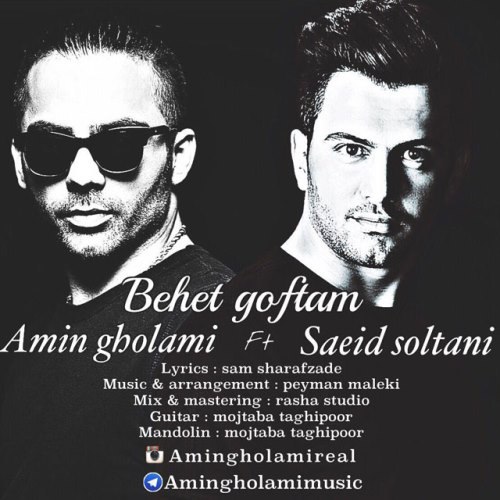 Behet goftam
Amin gholami Ft Saeid soltani
Lyrics : sam sharafzade
Music & arrangement : peyman maleki
Mix & mastering : rasha studio
Guitar : mojtaba taghipoor
Mandolin : mojtaba taghipoor
Amingholamireal
Amingholamimusic